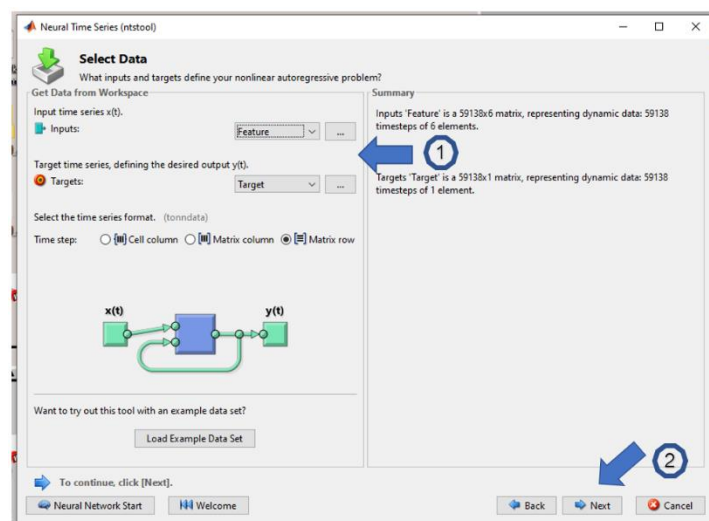 Neural Time Series (ntstool)
Select Data
What inputs and targets define your nonlinear autoregressive problem?
Get Data from Workspace
Input time series x(t).
Inputs:
Feature
...
Target time series, defining the desired output y(t).
Targets:
Target
...
Select the time series format. (tonndata)
Time step:
Cell column
Matrix column
Matrix row
x(t)
y(t)
Want to try out this tool with an example data set?
Load Example Data Set
Summary
Inputs 'Feature' is a 59138x6 matrix, representing dynamic data: 59138
timesteps of 6 elements.
1
Targets 'Target' is a 59138x1 matrix, representing dynamic data: 59138
timesteps of 1 element.
2
To continue, click [Next].
Neural Network Start
Welcome
Back
Next
Cancel